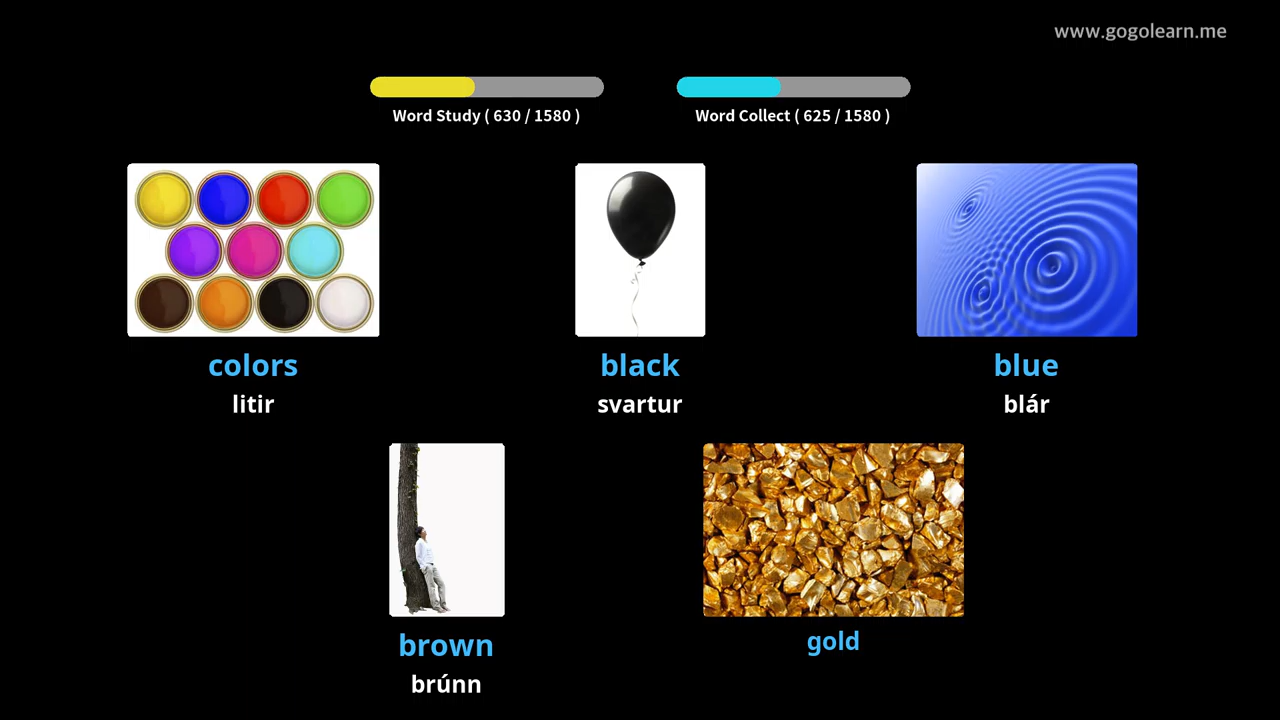 www.gogolearn.me
Word Study ( 630 / 1580 )
Word Collect ( 625 / 1580 )
colors
litir
black
svartur
blue
blár
brown
brúnn
gold